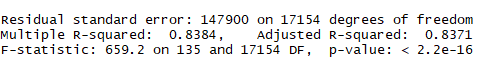 Residual standard error: 147900 on 17154 degrees of freedom
Multiple R-squared:  0.8384,    Adjusted R-squared:  0.8371
F-statistic: 659.2 on 135 and 17154 DF,  p-value: < 2.2e-16